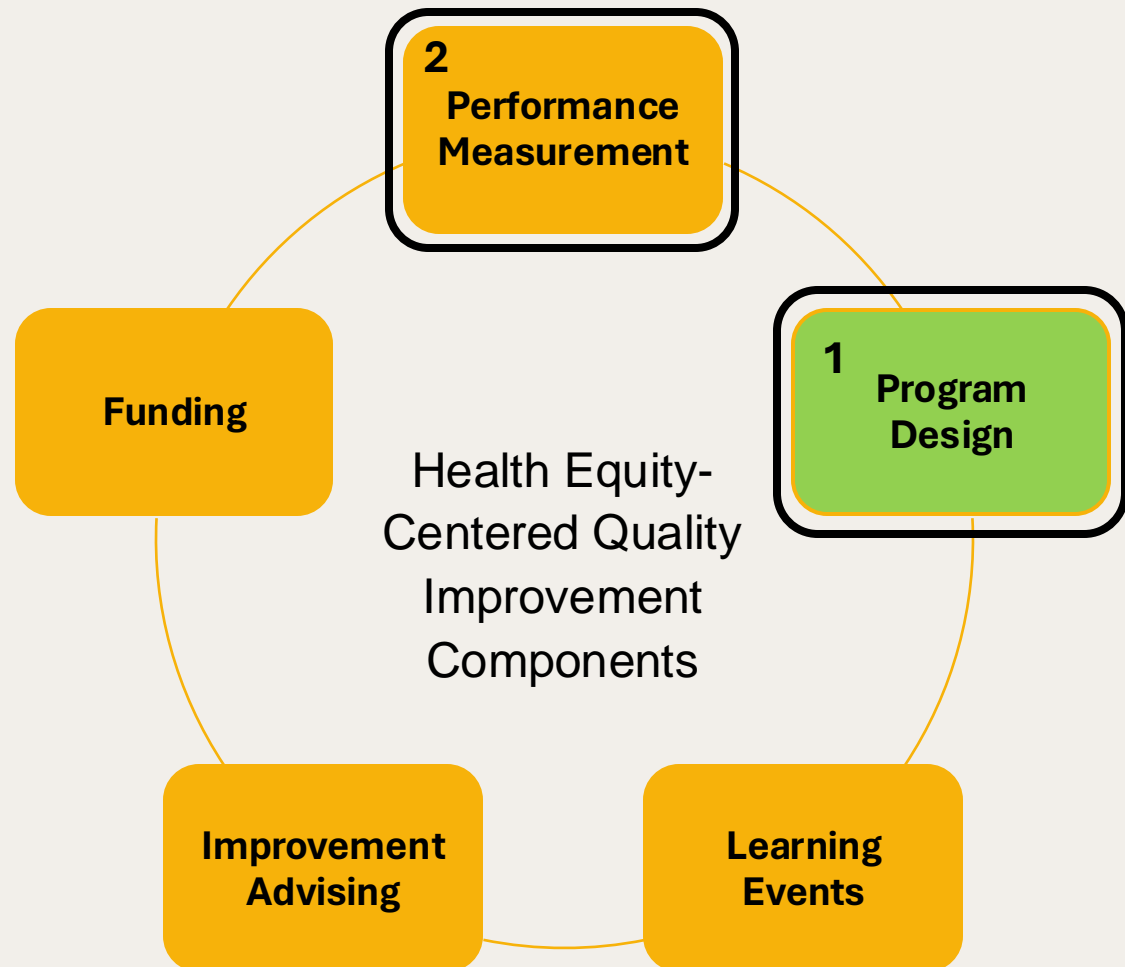 2
Performance
Measurement
1
Program
Design
Funding
Health Equity-
Centered Quality
Improvement
Components
Improvement
Advising
Learning
Events